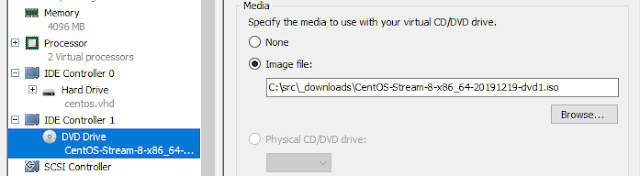 Memory
4096 MB
Processor
2 Virtual processors
IDE Controller 0
Hard Drive
centos.vhd
IDE Controller 1
DVD Drive
CentOS-Stream-8-x86_64-...
SCSI Controller
Media
Specify the media to use with your virtual CD/DVD drive.
None
Image file:
C:\src\_downloads\CentOS-Stream-8-x86_64-20191219-dvd1.iso
Browse...
Physical CD/DVD drive: